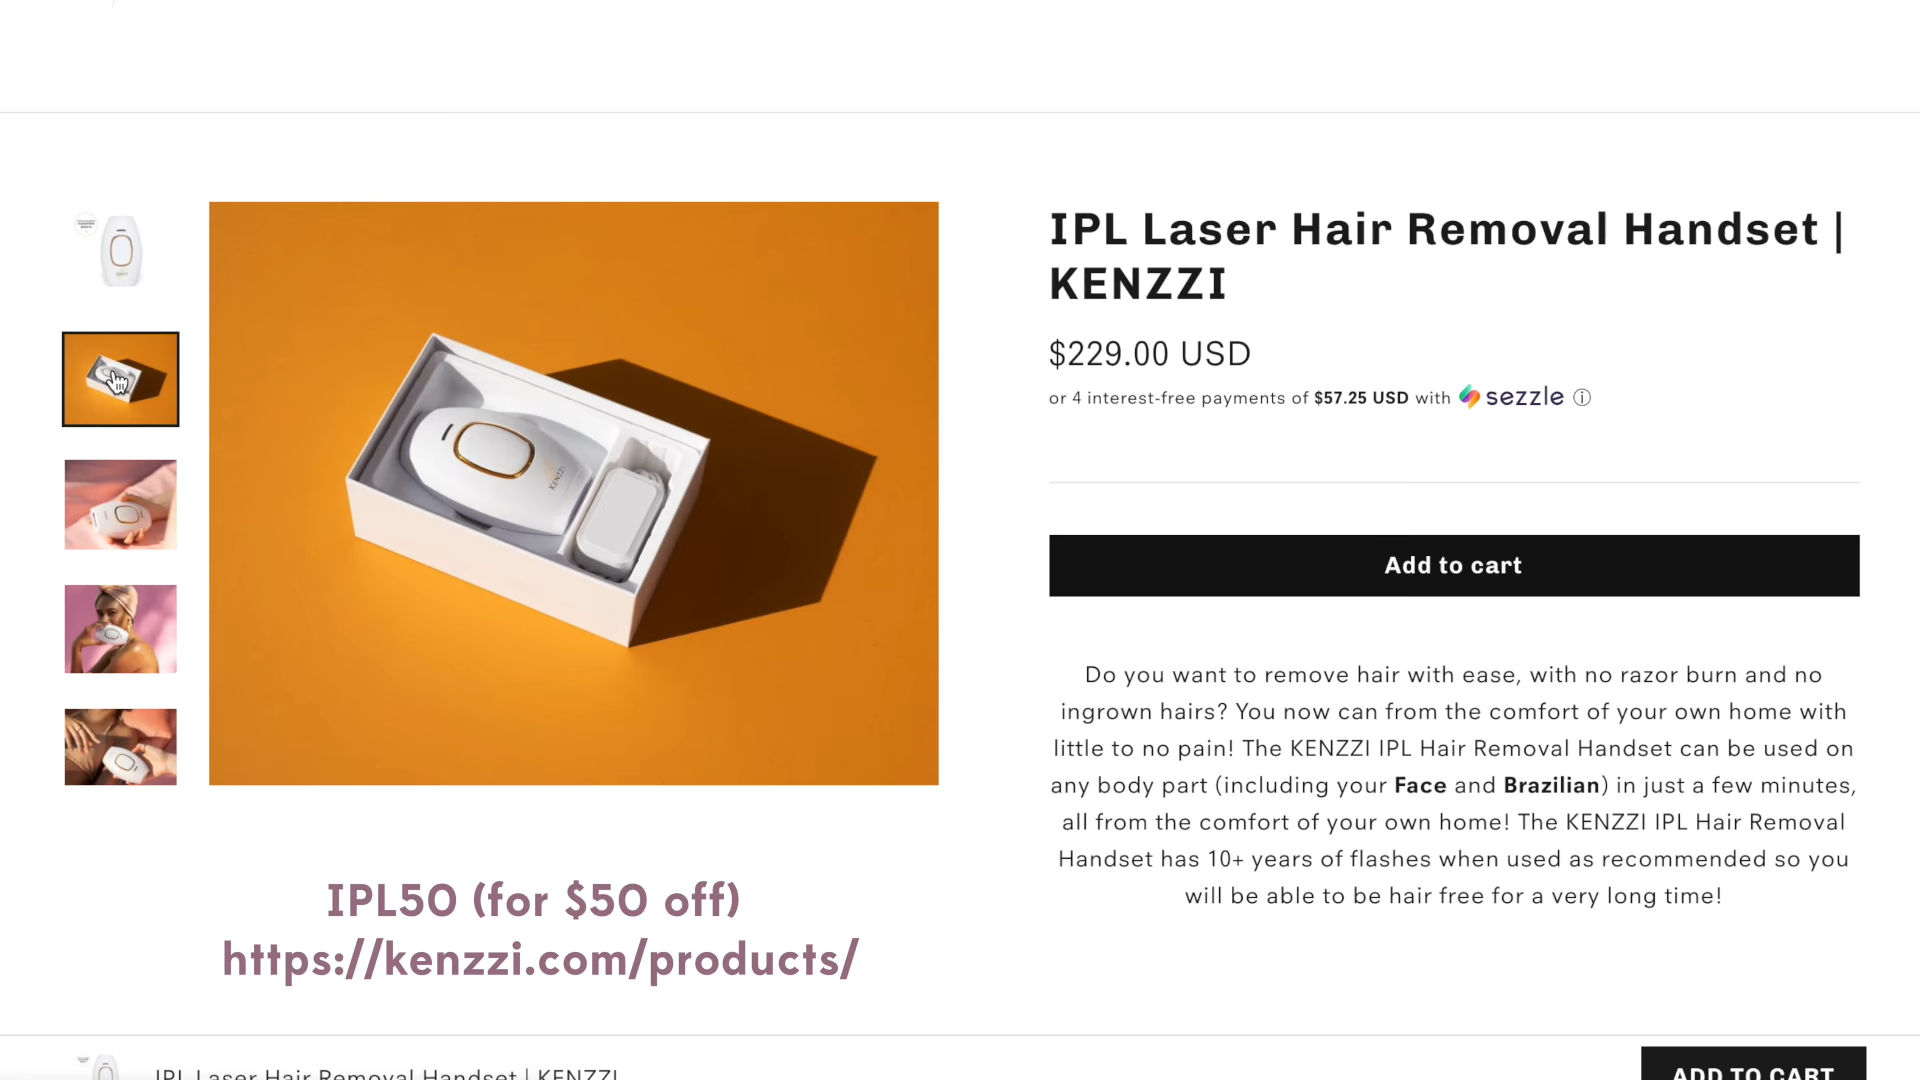 IPL Laser Hair Removal Handset |
KENZZI
$229.00 USD
or 4 interest-free payments of $57.25 USD with sezzle
Add to cart
Do you want to remove hair with ease, with no razor burn and no
ingrown hairs? You now can from the comfort of your own home with
little to no pain! The KENZZI IPL Hair Removal Handset can be used on
any body part (including your Face and Brazilian) in just a few minutes,
all from the comfort of your own home! The KENZZI IPL Hair Removal
Handset has 10+ years of flashes when used as recommended so you
will be able to be hair free for a very long time!
KENZZI
IPL50 (for $50 off)
https://kenzzi.com/products/
IPL Laser Hair Removal Handset | KENZZI
ADD TO CART